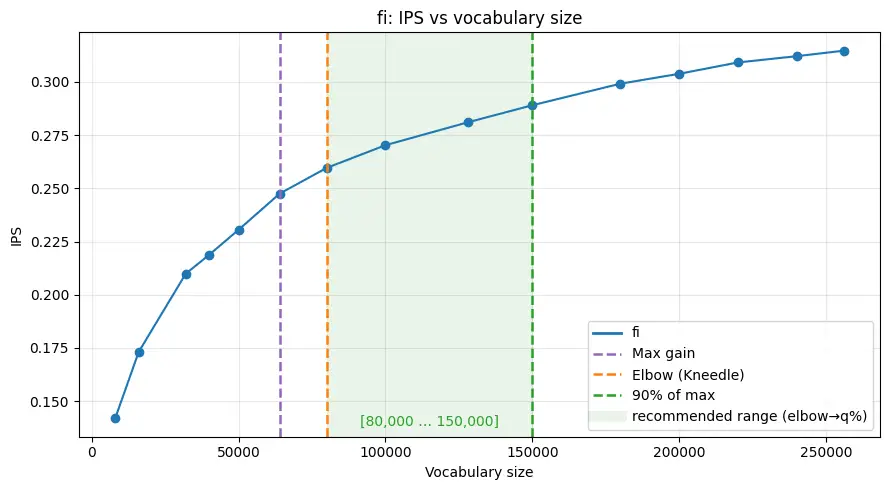 fi: IPS vs vocabulary size
IPS
0.300
0.275
0.250
0.225
0.200
0.175
0.150
fi
Max gain
Elbow (Kneedle)
90% of max
recommended range (elbow→q%)
[80,000 … 150,000]
0 50000 100000 150000 200000 250000
Vocabulary size